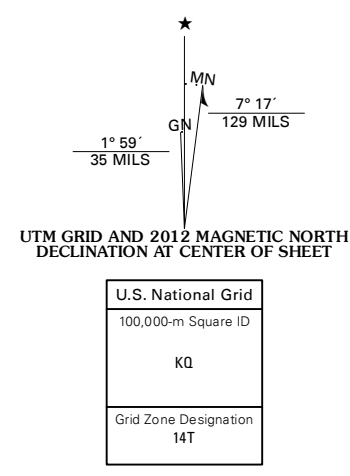 ★
MN
7° 17´
129 MILS
GN
1° 59´
35 MILS
UTM GRID AND 2012 MAGNETIC NORTH
DECLINATION AT CENTER OF SHEET
U.S. National Grid
100,000-m Square ID
KQ
Grid Zone Designation
14T